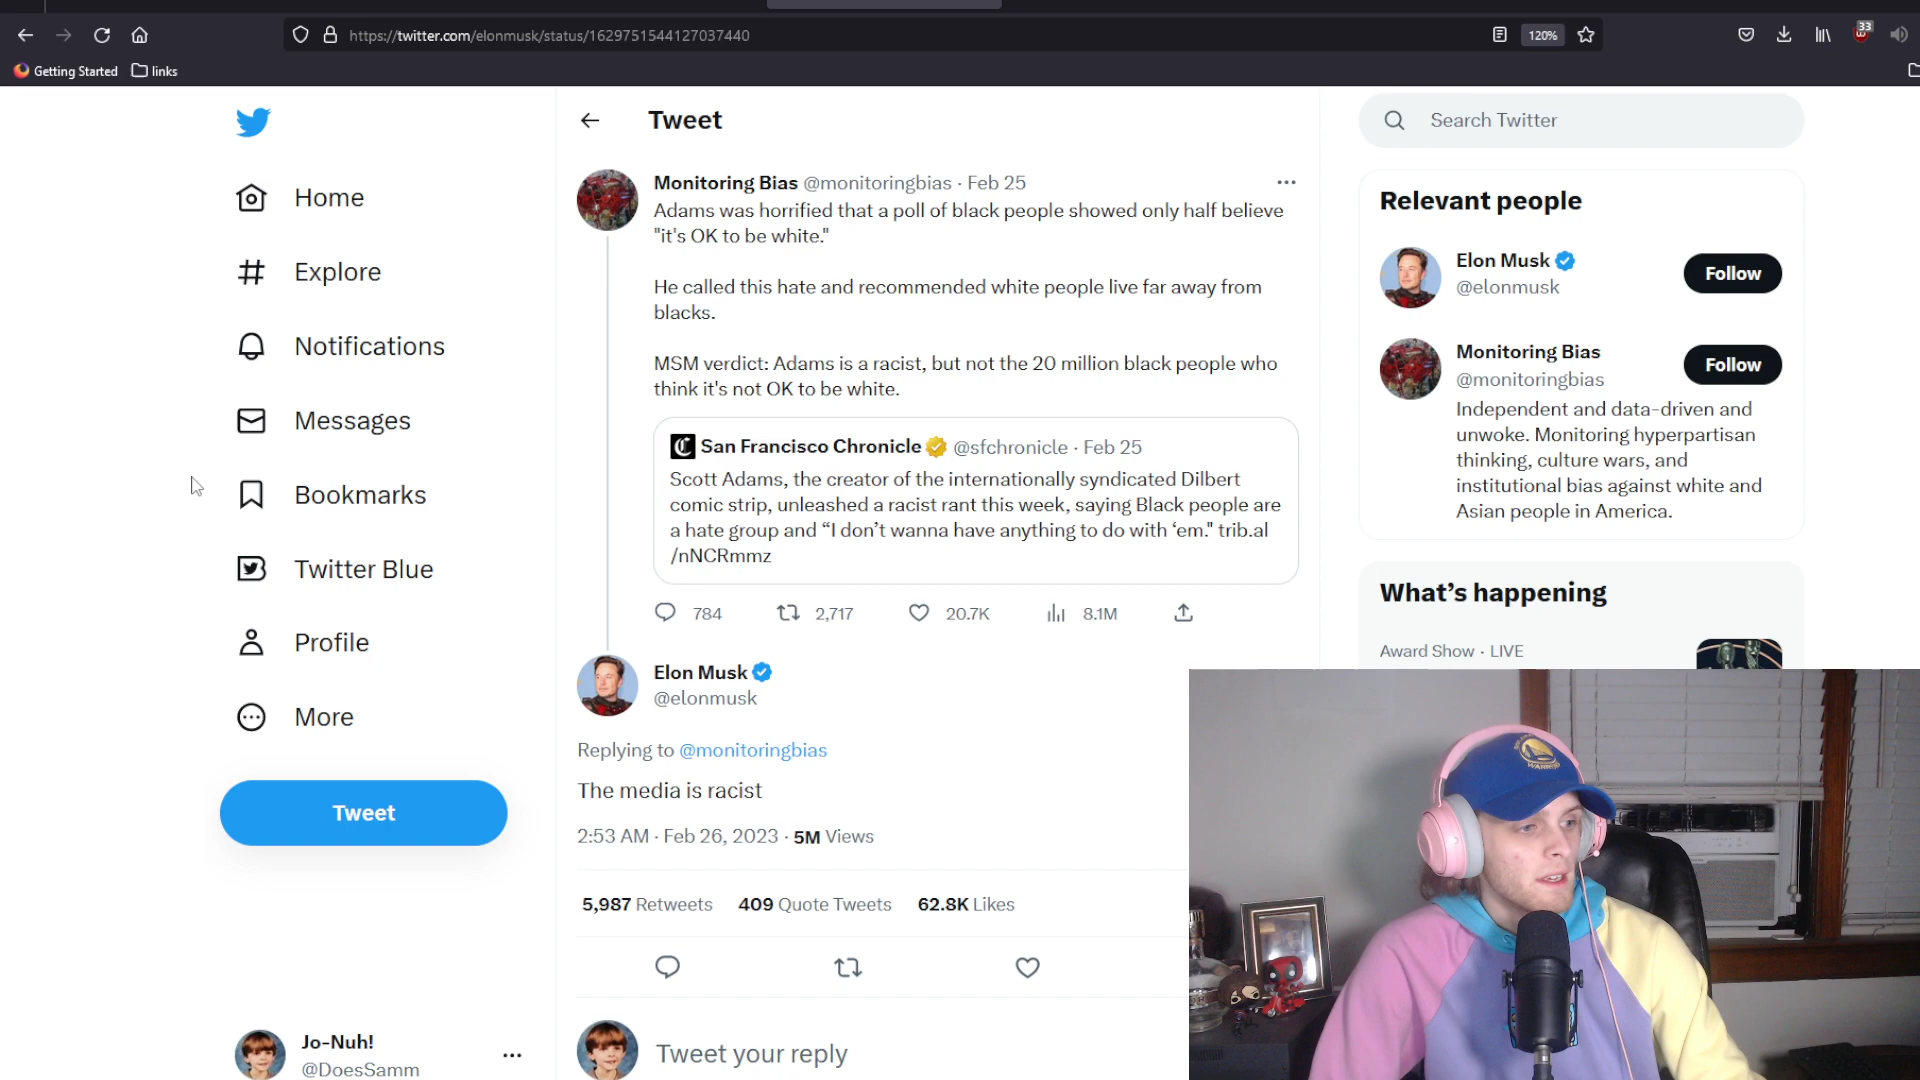 https://twitter.com/elonmusk/status/1629751544127037440
120%
33
Getting Started
links
Tweet
Search Twitter
Home
Explore
Notifications
Messages
Bookmarks
Twitter Blue
Profile
More
Tweet
Jo-Nuh!
@DoesSamm
Monitoring Bias @monitoringbias · Feb 25
Adams was horrified that a poll of black people showed only half believe
"it's OK to be white."
He called this hate and recommended white people live far away from
blacks.
MSM verdict: Adams is a racist, but not the 20 million black people who
think it's not OK to be white.
San Francisco Chronicle @sfchronicle · Feb 25
Scott Adams, the creator of the internationally syndicated Dilbert
comic strip, unleashed a racist rant this week, saying Black people are
a hate group and “I don’t wanna have anything to do with ‘em." trib.al
/nNCRmmz
784 2,717 20.7K 8.1M
Elon Musk
@elonmusk
Replying to @monitoringbias
The media is racist
2:53 AM · Feb 26, 2023 · 5M Views
5,987 Retweets 409 Quote Tweets 62.8K Likes
Tweet your reply
Relevant people
Elon Musk
@elonmusk
Follow
Monitoring Bias
@monitoringbias
Follow
Independent and data-driven and
unwoke. Monitoring hyperpartisan
thinking, culture wars, and
institutional bias against white and
Asian people in America.
What’s happening
Award Show · LIVE
WARRIORS